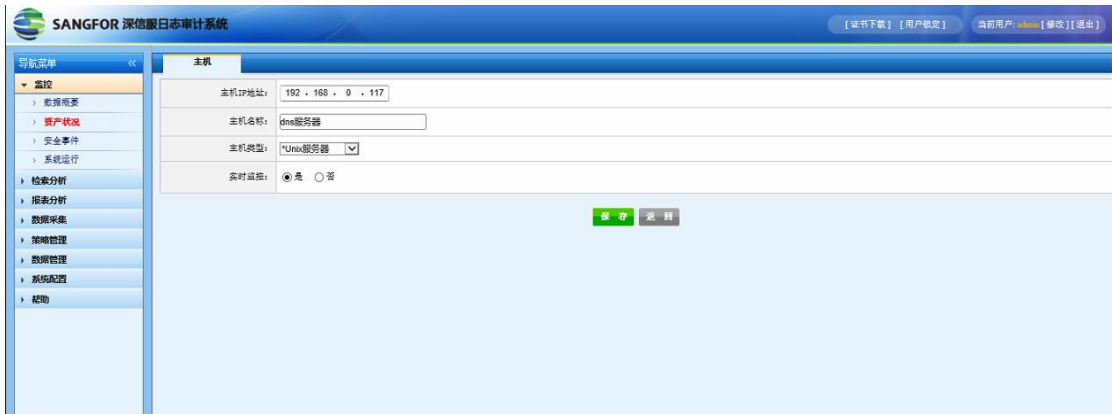 SANGFOR 深信服日志审计系统
[证书下载] [用户锁定] 当前用户: admin [修改][退出]
导航菜单 «
主机
监控
数据概要
资产状况
安全事件
系统运行
检索分析
报表分析
数据采集
策略管理
数据管理
系统配置
帮助
主机IP地址: 192 . 168 . 0 . 117
主机名称: dns服务器
主机类型: *Unix服务器
实时监控: 是 否
保 存 返 回